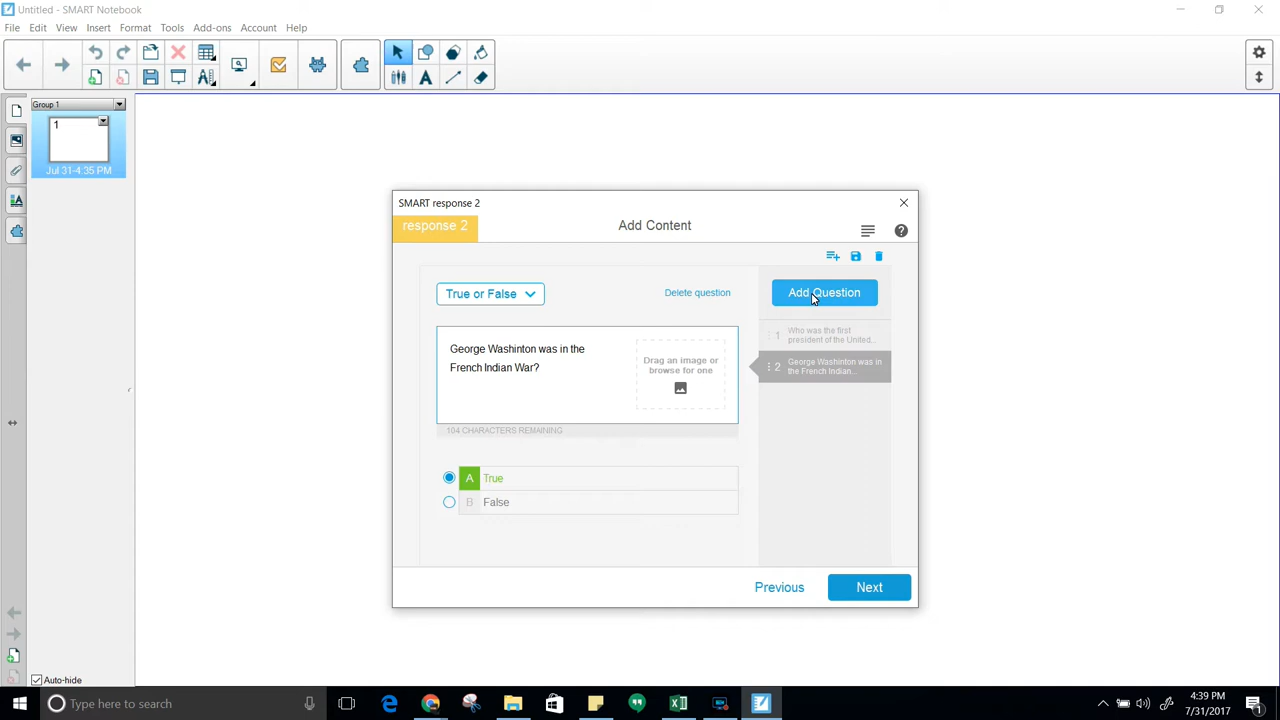 Untitled - SMART Notebook
File Edit View Insert Format Tools Add-ons Account Help
Group 1
1
Jul 31-4:35 PM
SMART response 2
response 2
Add Content
True or False
Delete question
Add Question
George Washinton was in the
French Indian War?
Drag an image or
browse for one
104 CHARACTERS REMAINING
1 Who was the first
president of the United...
2 George Washinton was in
the French Indian...
A True
B False
Previous
Next
Auto-hide
Type here to search
4:39 PM
7/31/2017
1